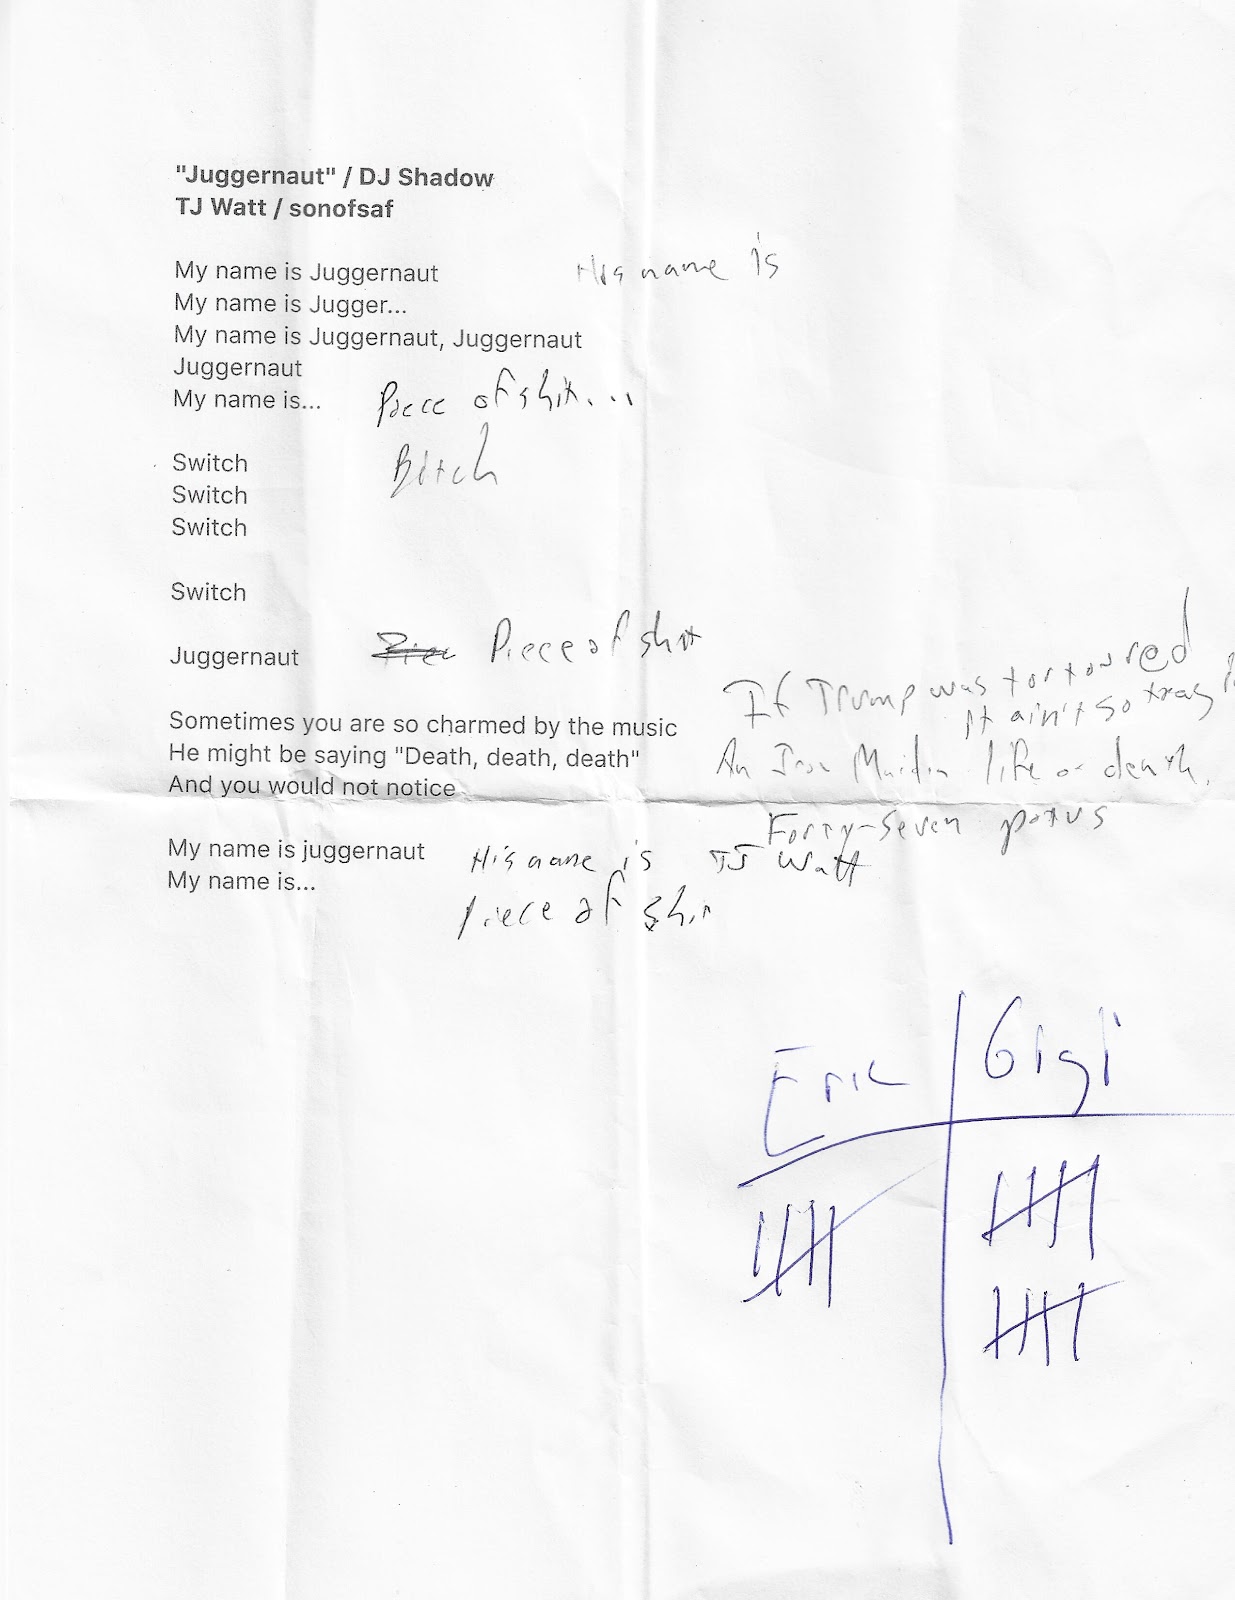 "Juggernaut" / DJ Shadow
TJ Watt / sonofsaf
My name is Juggernaut His name is
My name is Jugger...
My name is Juggernaut, Juggernaut
Juggernaut
My name is... Piece of shit...
Switch Bitch
Switch
Switch
Switch
Juggernaut Piece of shit
If Trump was tortoured
it ain't so
Sometimes you are so charmed by the music
He might be saying "Death, death, death" An Iron Maiden life or death.
And you would not notice
Forty-seven potus
My name is juggernaut His name is TJ Watt
My name is...
piece of shi
Eric Gigi